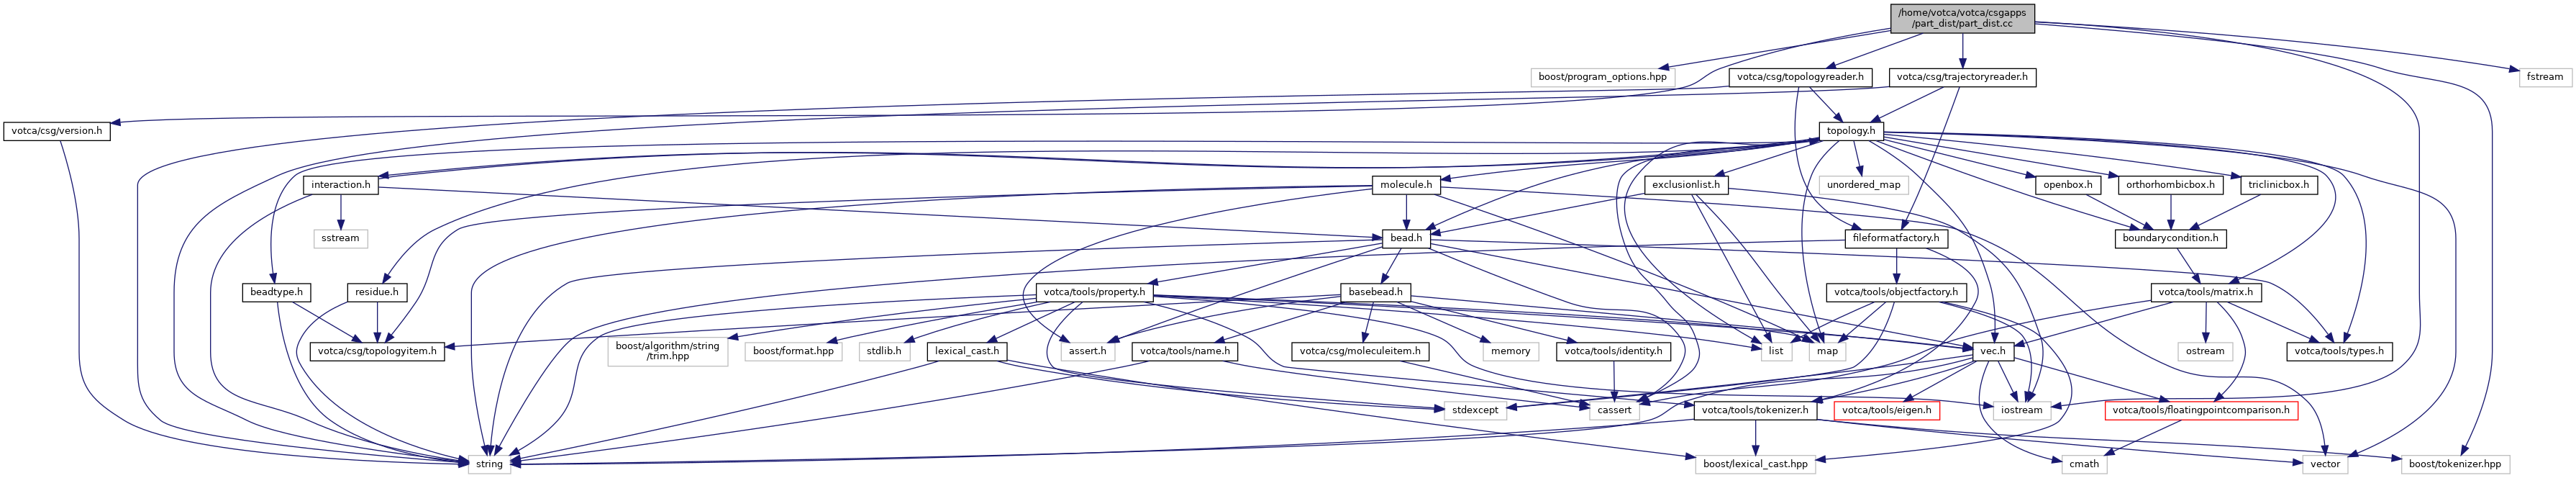 /home/votca/votca/csgapps
/part_dist/part_dist.cc
boost/program_options.hpp
votca/csg/topologyreader.h
votca/csg/trajectoryreader.h
fstream
votca/csg/version.h
topology.h
interaction.h
molecule.h
exclusionlist.h
unordered_map
openbox.h
orthorhombicbox.h
triclinicbox.h
sstream
bead.h
fileformatfactory.h
boundarycondition.h
beadtype.h
residue.h
votca/tools/property.h
basebead.h
votca/tools/objectfactory.h
votca/tools/matrix.h
votca/csg/topologyitem.h
boost/algorithm/string
/trim.hpp
boost/format.hpp
stdlib.h
lexical_cast.h
assert.h
votca/tools/name.h
votca/csg/moleculeitem.h
memory
votca/tools/identity.h
list
map
vec.h
ostream
votca/tools/types.h
stdexcept
cassert
votca/tools/tokenizer.h
votca/tools/eigen.h
iostream
votca/tools/floatingpointcomparison.h
string
boost/lexical_cast.hpp
cmath
vector
boost/tokenizer.hpp